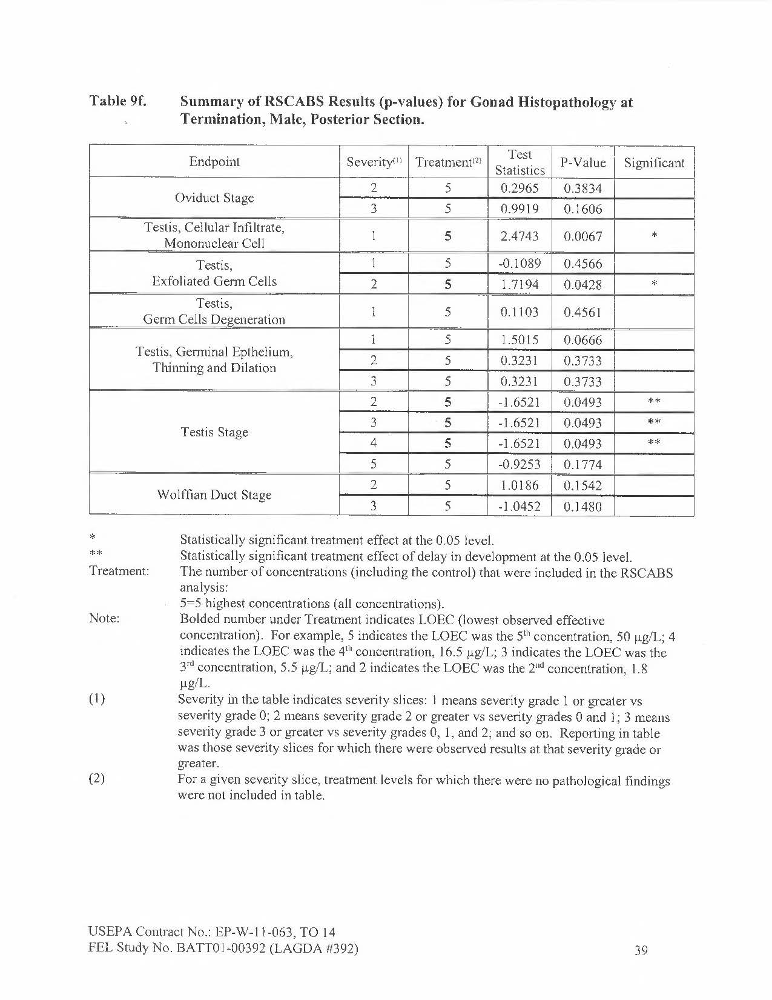 Table 9f. Summary of RSCABS Results (p-values) for Gonad Histopathology at
Termination, Male, Posterior Section.
Endpoint Severity(1) Treatment(2) Test Statistics P-Value Significant
Oviduct Stage
2 5 0.2965 0.3834
3 5 0.9919 0.1606
Testis, Cellular Infiltrate,
Mononuclear Cell
1 5 2.4743 0.0067 *
Testis,
Exfoliated Germ Cells
1 5 -0.1089 0.4566
2 5 1.7194 0.0428 *
Testis,
Germ Cells Degeneration
1 5 0.1103 0.4561
Testis, Germinal Epthelium,
Thinning and Dilation
1 5 1.5015 0.0666
2 5 0.3231 0.3733
3 5 0.3231 0.3733
Testis Stage
2 5 -1.6521 0.0493 **
3 5 -1.6521 0.0493 **
4 5 -1.6521 0.0493 **
5 5 -0.9253 0.1774
Wolffian Duct Stage
2 5 1.0186 0.1542
3 5 -1.0452 0.1480
* Statistically significant treatment effect at the 0.05 level.
** Statistically significant treatment effect of delay in development at the 0.05 level.
Treatment: The number of concentrations (including the control) that were included in the RSCABS
analysis:
5=5 highest concentrations (all concentrations).
Note: Bolded number under Treatment indicates LOEC (lowest observed effective
concentration). For example, 5 indicates the LOEC was the 5th concentration, 50 µg/L; 4
indicates the LOEC was the 4th concentration, 16.5 µg/L; 3 indicates the LOEC was the
3rd concentration, 5.5 µg/L; and 2 indicates the LOEC was the 2nd concentration, 1.8
µg/L.
(1) Severity in the table indicates severity slices: 1 means severity grade 1 or greater vs
severity grade 0; 2 means severity grade 2 or greater vs severity grades 0 and 1; 3 means
severity grade 3 or greater vs severity grades 0, 1, and 2; and so on. Reporting in table
was those severity slices for which there were observed results at that severity grade or
greater.
(2) For a given severity slice, treatment levels for which there were no pathological findings
were not included in table.
USEPA Contract No.: EP-W-11-063, TO 14
FEL Study No. BATT01-00392 (LAGDA #392) 39